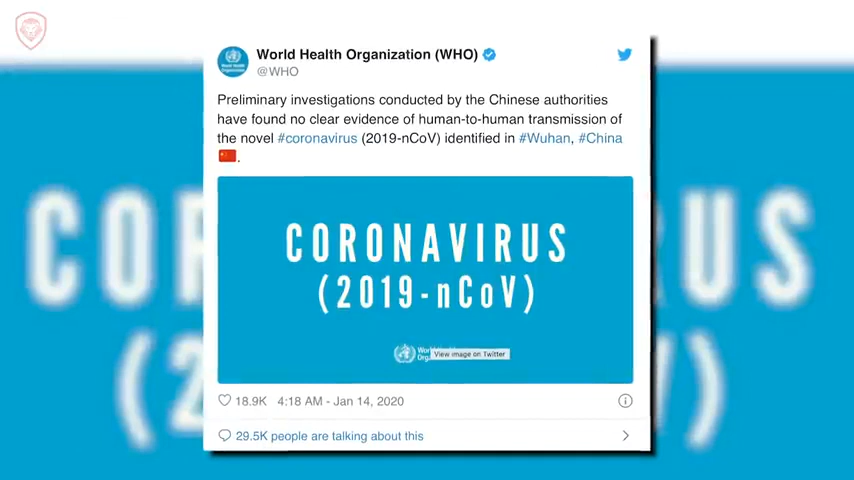 World Health Organization (WHO)
@WHO
Preliminary investigations conducted by the Chinese authorities
have found no clear evidence of human-to-human transmission of
the novel #coronavirus (2019-nCoV) identified in #Wuhan, #China
🇨🇳.
CORONAVIRUS
(2019-nCoV)
View image on Twitter
18.9K 4:18 AM - Jan 14, 2020
29.5K people are talking about this